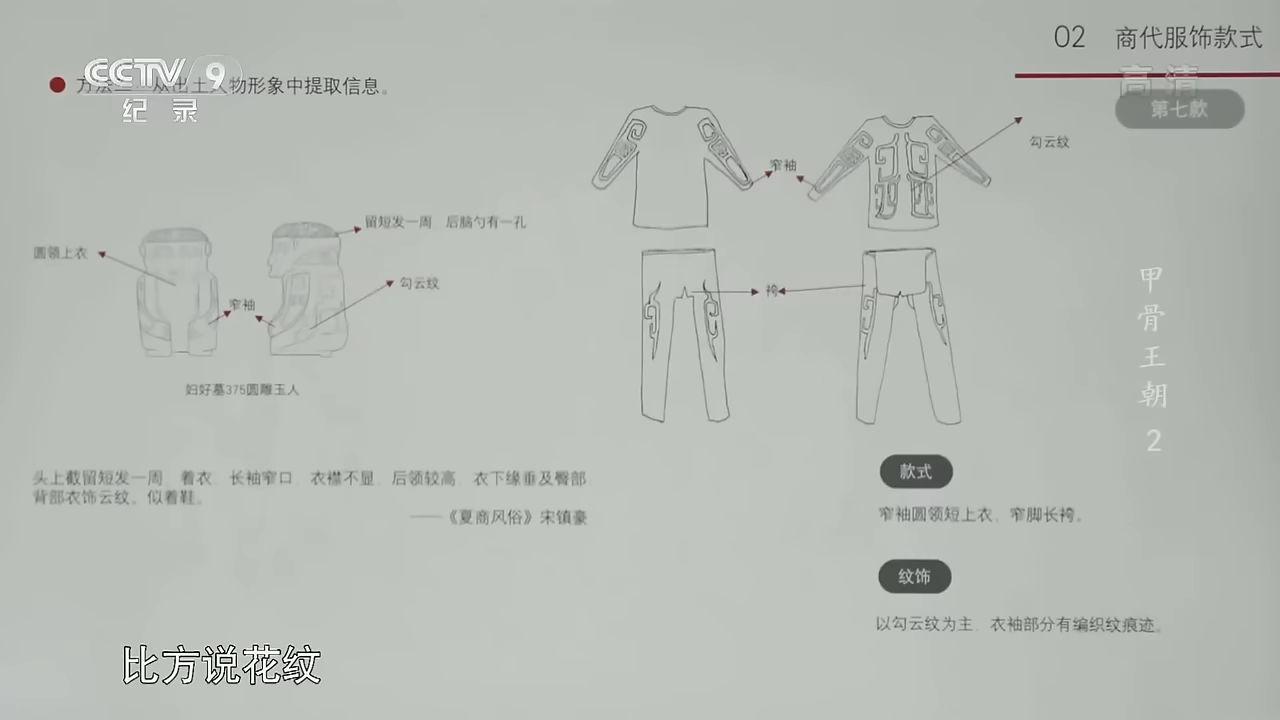 02 商代服饰款式
CCTV 9
纪 录
高清
第七款
从出土人物形象中提取信息。
勾云纹
窄袖
留短发一周，后脑勺有一孔
圆领上衣
勾云纹
窄袖
袴
妇好墓375圆雕玉人
甲骨王朝 2
头上截留短发一周，着衣，长袖窄口，衣襟不显，后领较高，衣下缘垂及臀部，
背部衣饰云纹。似着鞋。
——《夏商风俗》宋镇豪
款式
窄袖圆领短上衣，窄脚长袴。
纹饰
以勾云纹为主，衣袖部分有编织纹痕迹。
比方说花纹